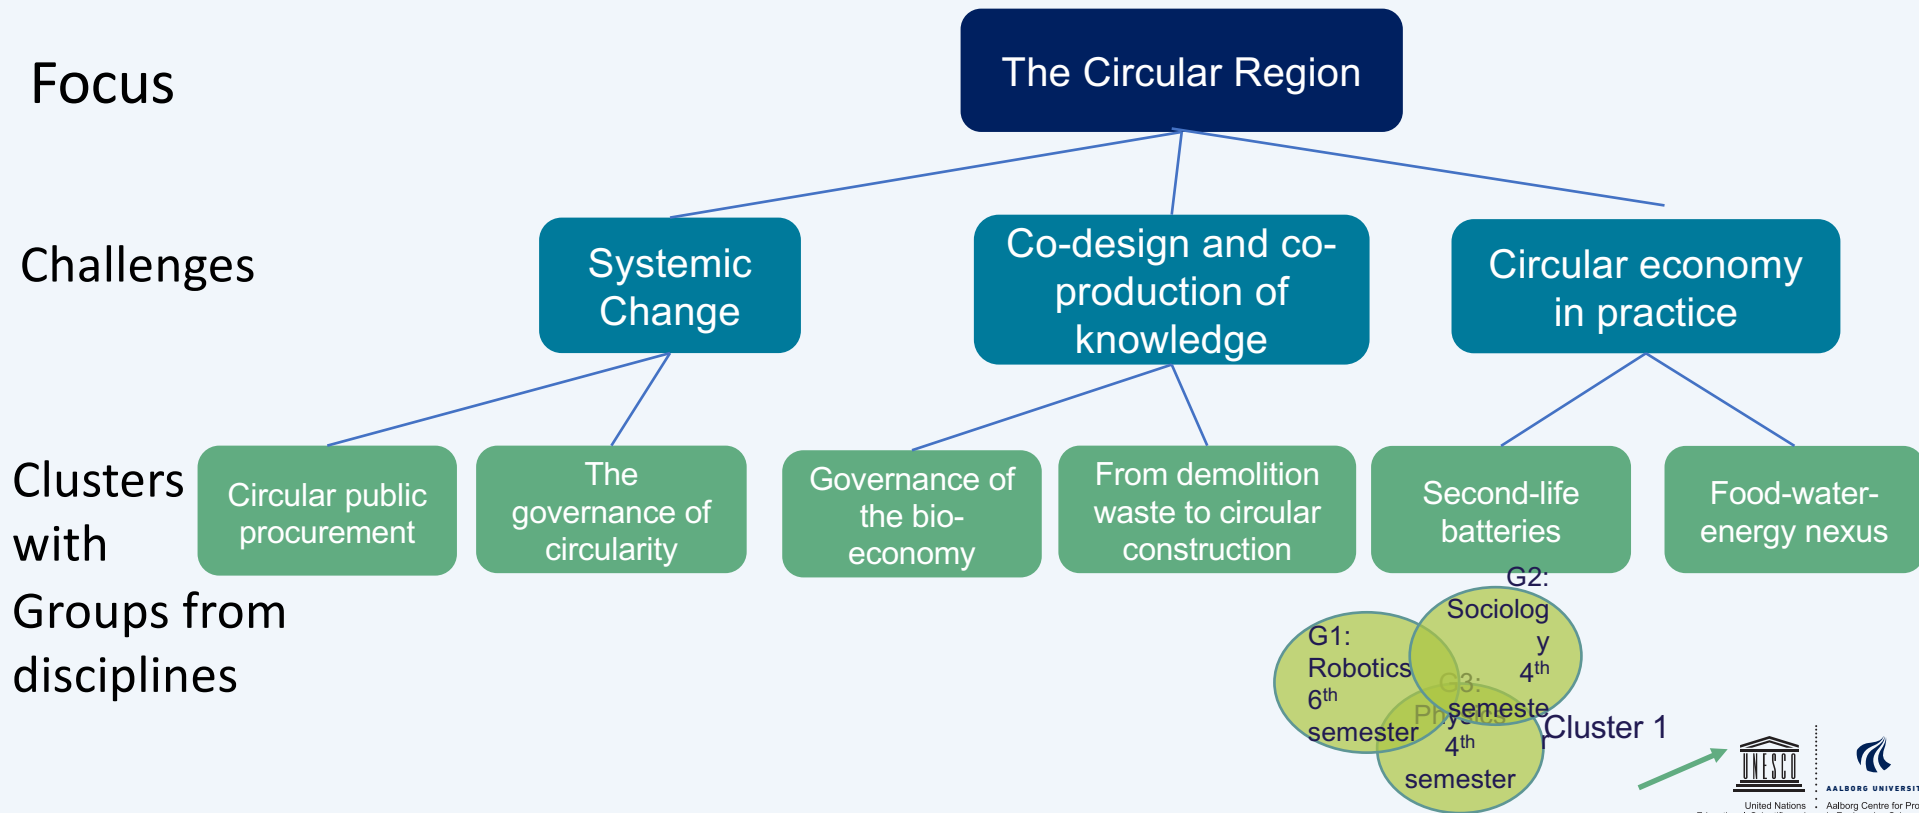 Focus
The Circular Region
Challenges
Systemic
Change
Co-design and co-
production of
knowledge
Circular economy
in practice
Clusters
with
Groups from
disciplines
Circular public
procurement
The
governance of
circularity
Governance of
the bio-
economy
From demolition
waste to circular
construction
Second-life
batteries
Food-water-
energy nexus
G1:
Robotics
6th
semester
G2:
Sociolog
y
4th
semeste
r
G3:
Physics
4th
semester
Cluster 1
UNESCO
United Nations
AALBORG UNIVERSIT
Aalborg Centre for Pro